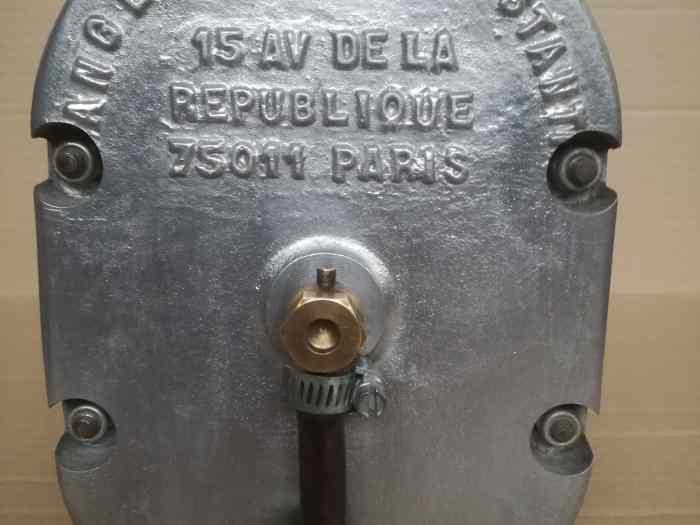 15 AV DE LA
REPUBLIQUE
75011 PARIS